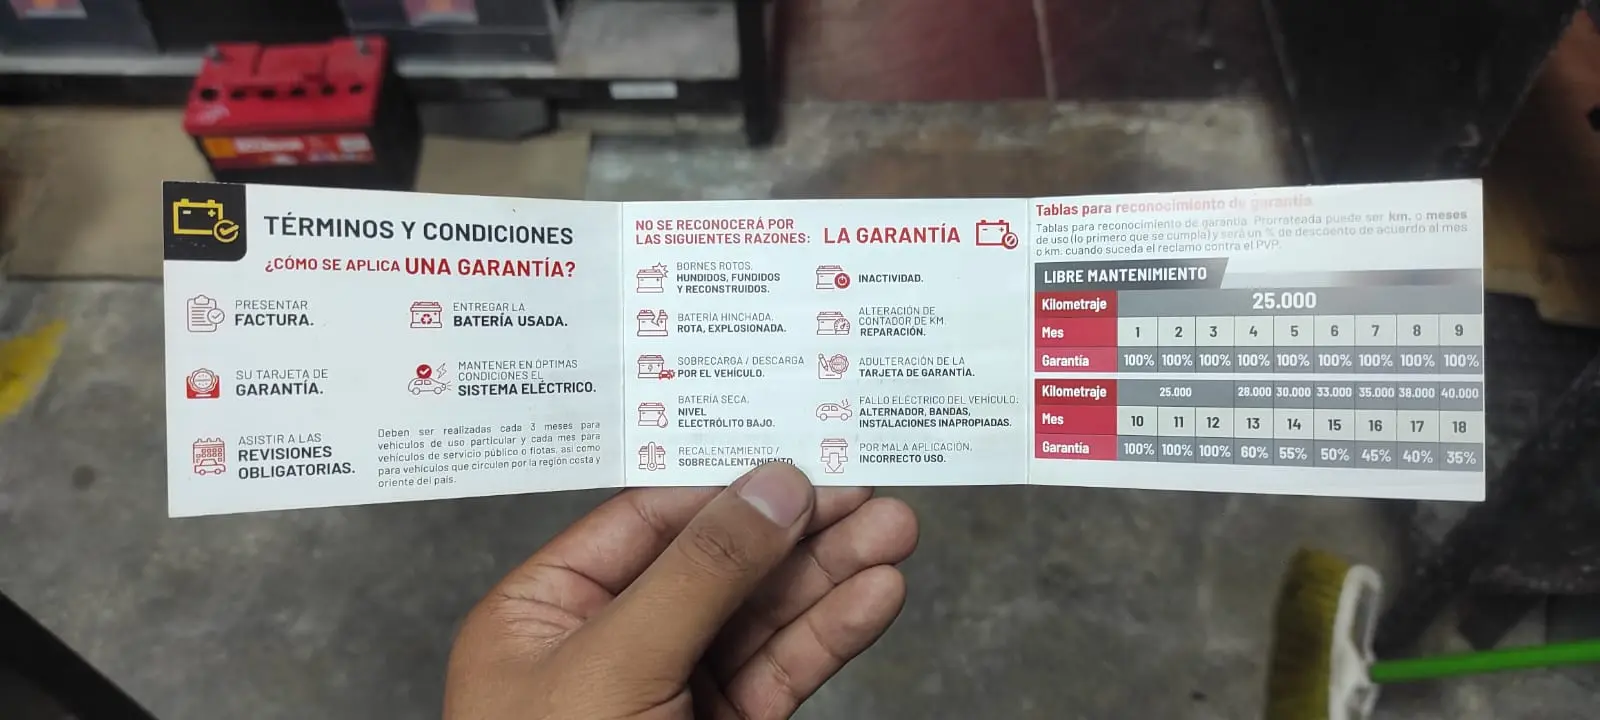 TÉRMINOS Y CONDICIONES
¿CÓMO SE APLICA UNA GARANTÍA?
PRESENTAR
FACTURA.
ENTREGAR LA
BATERÍA USADA.
SU TARJETA DE
GARANTÍA.
MANTENER EN ÓPTIMAS
CONDICIONES EL
SISTEMA ELÉCTRICO.
ASISTIR A LAS
REVISIONES
OBLIGATORIAS.
Deben ser realizadas cada 3 meses para
vehículos de uso particular y cada mes para
vehículos de servicio público o flotas, así como
para vehículos que circulen por la región costa y
oriente del país.
NO SE RECONOCERÁ POR
LAS SIGUIENTES RAZONES:
LA GARANTÍA
BORNES ROTOS.
HUNDIDOS, FUNDIDOS
Y RECONSTRUIDOS.
INACTIVIDAD.
BATERÍA HINCHADA.
ROTA, EXPLOSIONADA.
ALTERACIÓN DE
CONTADOR DE KM.
REPARACIÓN.
SOBRECARGA / DESCARGA
POR EL VEHÍCULO.
ADULTERACIÓN DE LA
TARJETA DE GARANTÍA.
BATERÍA SECA.
NIVEL
ELECTRÓLITO BAJO.
FALLO ELÉCTRICO DEL VEHÍCULO:
ALTERNADOR, BANDAS,
INSTALACIONES INAPROPIADAS.
RECALENTAMIENTO /
SOBRECALENTAMIENTO.
POR MALA APLICACIÓN,
INCORRECTO USO.
Tablas para reconocimiento de garantía
Tablas para reconocimiento de garantía. Prorrateada puede ser km. o meses
de uso (lo primero que se cumpla) y será un % de descuento de acuerdo al mes
o km. cuando suceda el reclamo contra el PVP.
LIBRE MANTENIMIENTO
Kilometraje 25.000
Mes 1 2 3 4 5 6 7 8 9
Garantía 100% 100% 100% 100% 100% 100% 100% 100% 100%
Kilometraje 25.000 28.000 30.000 33.000 35.000 38.000 40.000
Mes 10 11 12 13 14 15 16 17 18
Garantía 100% 100% 100% 60% 55% 50% 45% 40% 35%